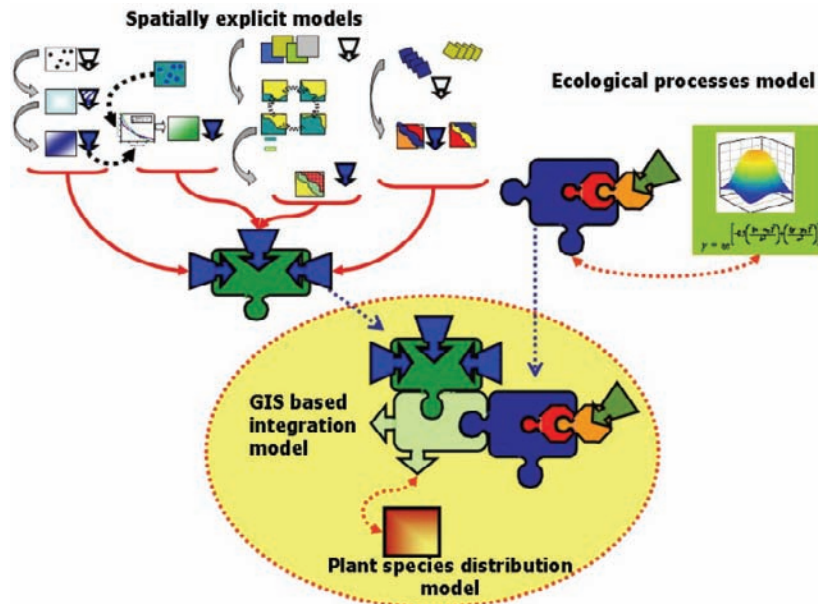 Spatially explicit models
Ecological processes model
GIS based
integration
model
Plant species distribution
model